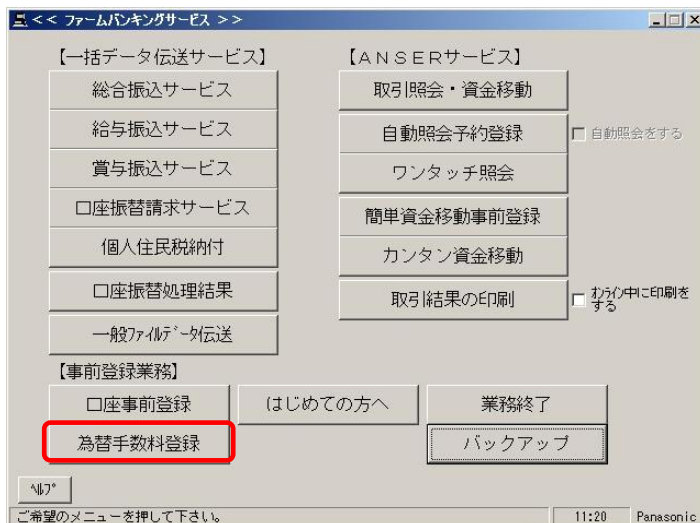 << ファームバンキングサービス >>
【一括データ伝送サービス】
総合振込サービス
給与振込サービス
賞与振込サービス
口座振替請求サービス
個人住民税納付
口座振替処理結果
一般ファイルデータ伝送
【ANSERサービス】
取引照会・資金移動
自動照会予約登録
自動照会をする
ワンタッチ照会
簡単資金移動事前登録
カンタン資金移動
取引結果の印刷
オンライン中に印刷を
する
【事前登録業務】
口座事前登録
はじめての方へ
業務終了
為替手数料登録
バックアップ
ヘルプ
ご希望のメニューを押して下さい。
11:20
Panasonic